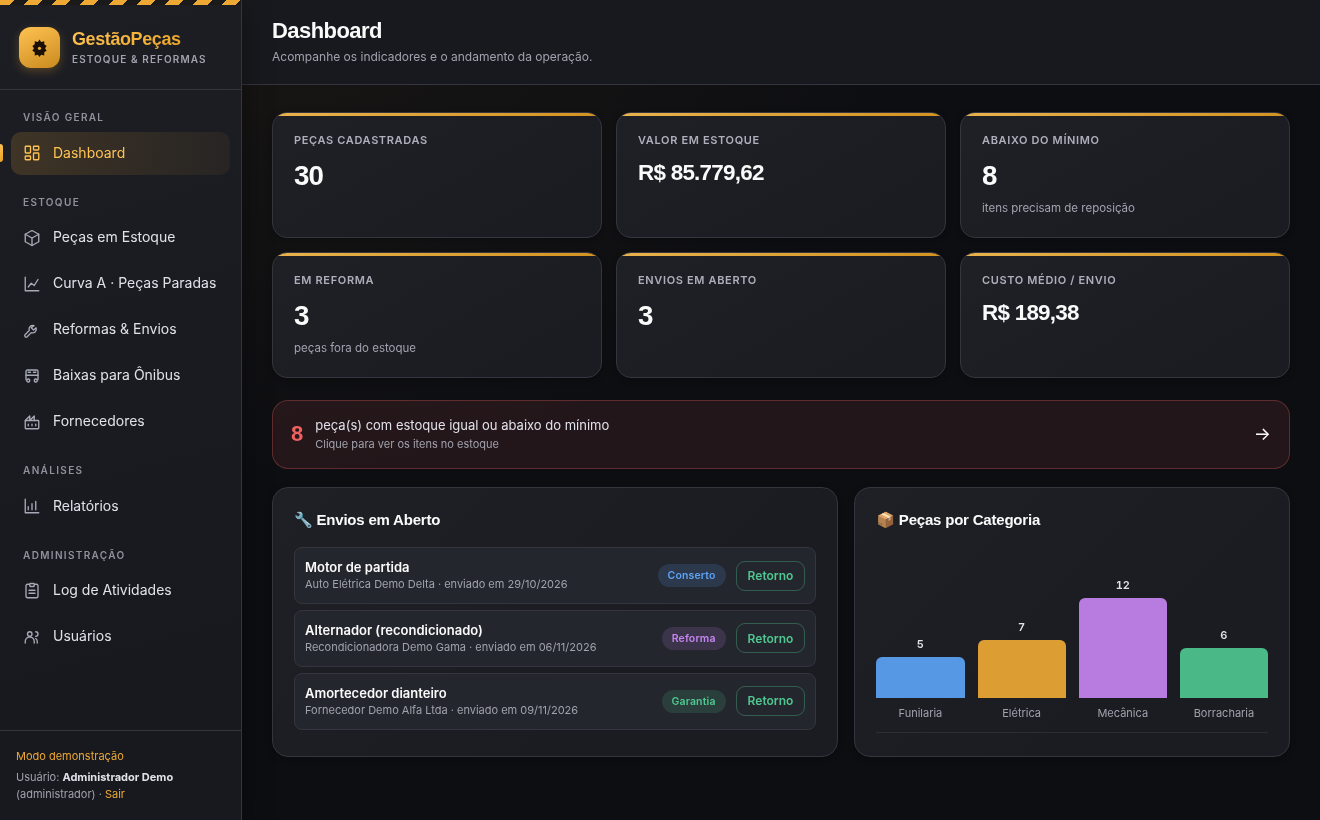 GestãoPeças
ESTOQUE & REFORMAS
VISÃO GERAL
Dashboard
ESTOQUE
Peças em Estoque
Curva A · Peças Paradas
Reformas & Envios
Baixas para Ônibus
Fornecedores
ANÁLISES
Relatórios
ADMINISTRAÇÃO
Log de Atividades
Usuários
Modo demonstração
Usuário: Administrador Demo
(administrador) · Sair
Dashboard
Acompanhe os indicadores e o andamento da operação.
PEÇAS CADASTRADAS
30
VALOR EM ESTOQUE
R$ 85.779,62
ABAIXO DO MÍNIMO
8
itens precisam de reposição
EM REFORMA
3
peças fora do estoque
ENVIOS EM ABERTO
3
CUSTO MÉDIO / ENVIO
R$ 189,38
8
peça(s) com estoque igual ou abaixo do mínimo
Clique para ver os itens no estoque
→
🔧 Envios em Aberto
Motor de partida
Auto Elétrica Demo Delta · enviado em 29/10/2026
Conserto
Retorno
Alternador (recondicionado)
Recondicionadora Demo Gama · enviado em 06/11/2026
Reforma
Retorno
Amortecedor dianteiro
Fornecedor Demo Alfa Ltda · enviado em 09/11/2026
Garantia
Retorno
📦 Peças por Categoria
5
7
12
6
Funilaria
Elétrica
Mecânica
Borracharia